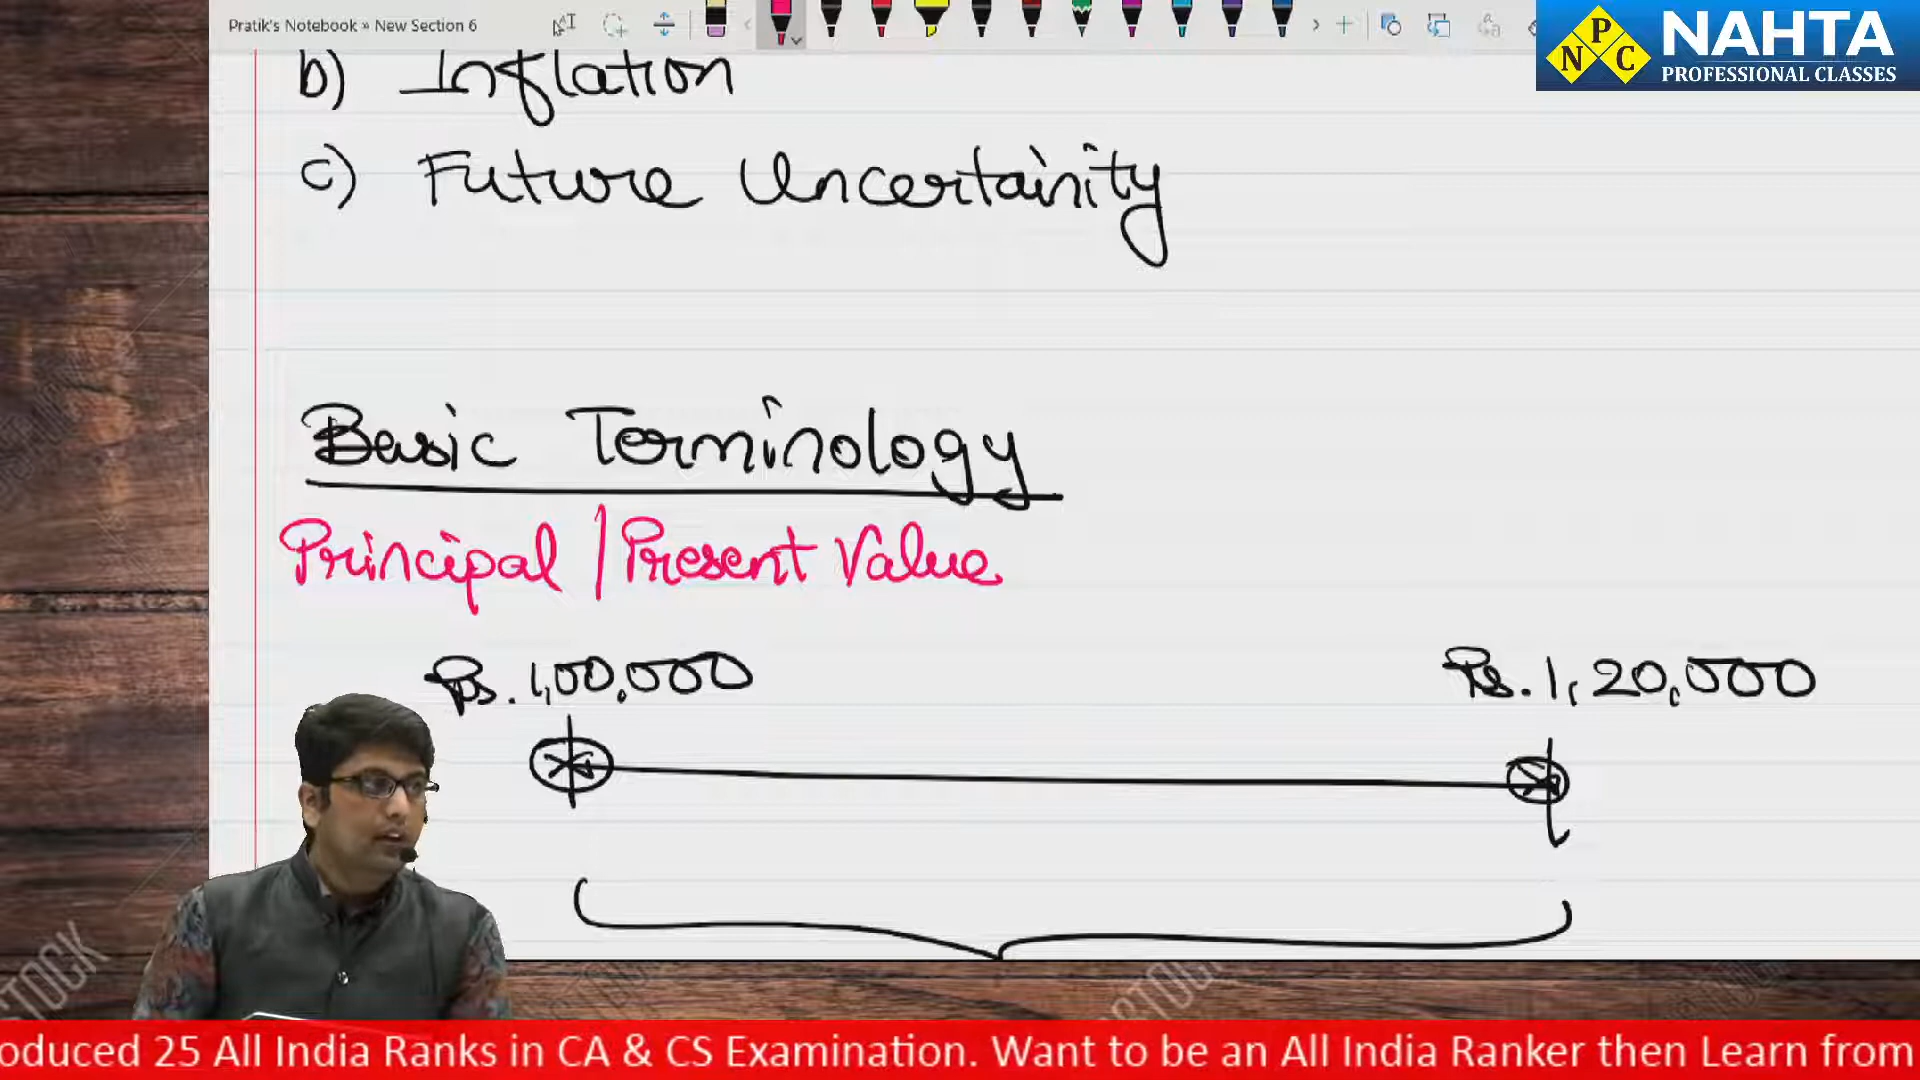 Pratik's Notebook » New Section 6
NPC
NAHTA
PROFESSIONAL CLASSES
b) Inflation
c) Future Uncertainity
Basic Terminology
Principal / Present Value
Rs. 1,00,000
Rs. 1,20,000
STOCK
oduced 25 All India Ranks in CA & CS Examination. Want to be an All India Ranker then Learn from